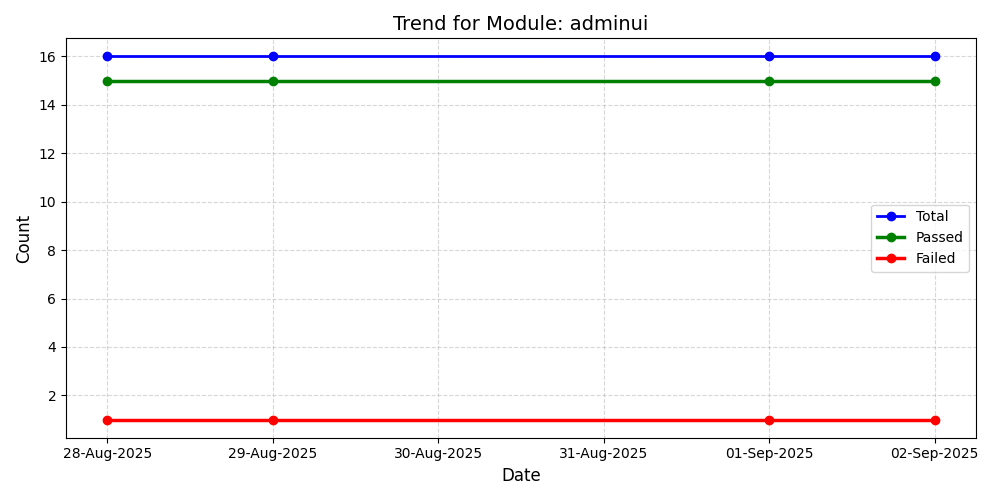 Trend for Module: adminui
16
14
12
10
8
6
4
2
Count
Total
Passed
Failed
28-Aug-2025 29-Aug-2025 30-Aug-2025 31-Aug-2025 01-Sep-2025 02-Sep-2025
Date